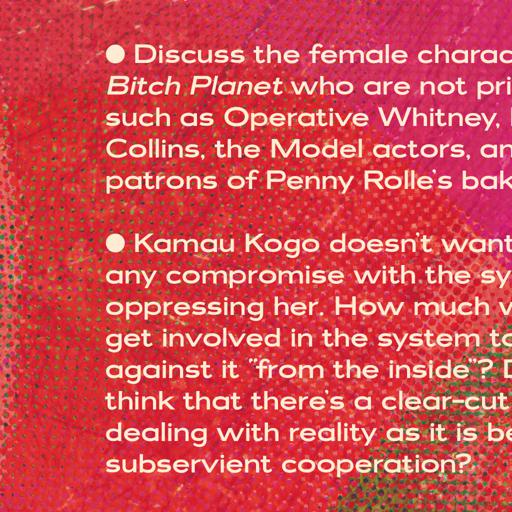 ● Discuss the female charac
Bitch Planet who are not pri
such as Operative Whitney,
Collins, the Model actors, an
patrons of Penny Rolle's bak
● Kamau Kogo doesn't want
any compromise with the sy
oppressing her. How much w
get involved in the system to
against it "from the inside"? D
think that there's a clear-cut
dealing with reality as it is be
subservient cooperation?